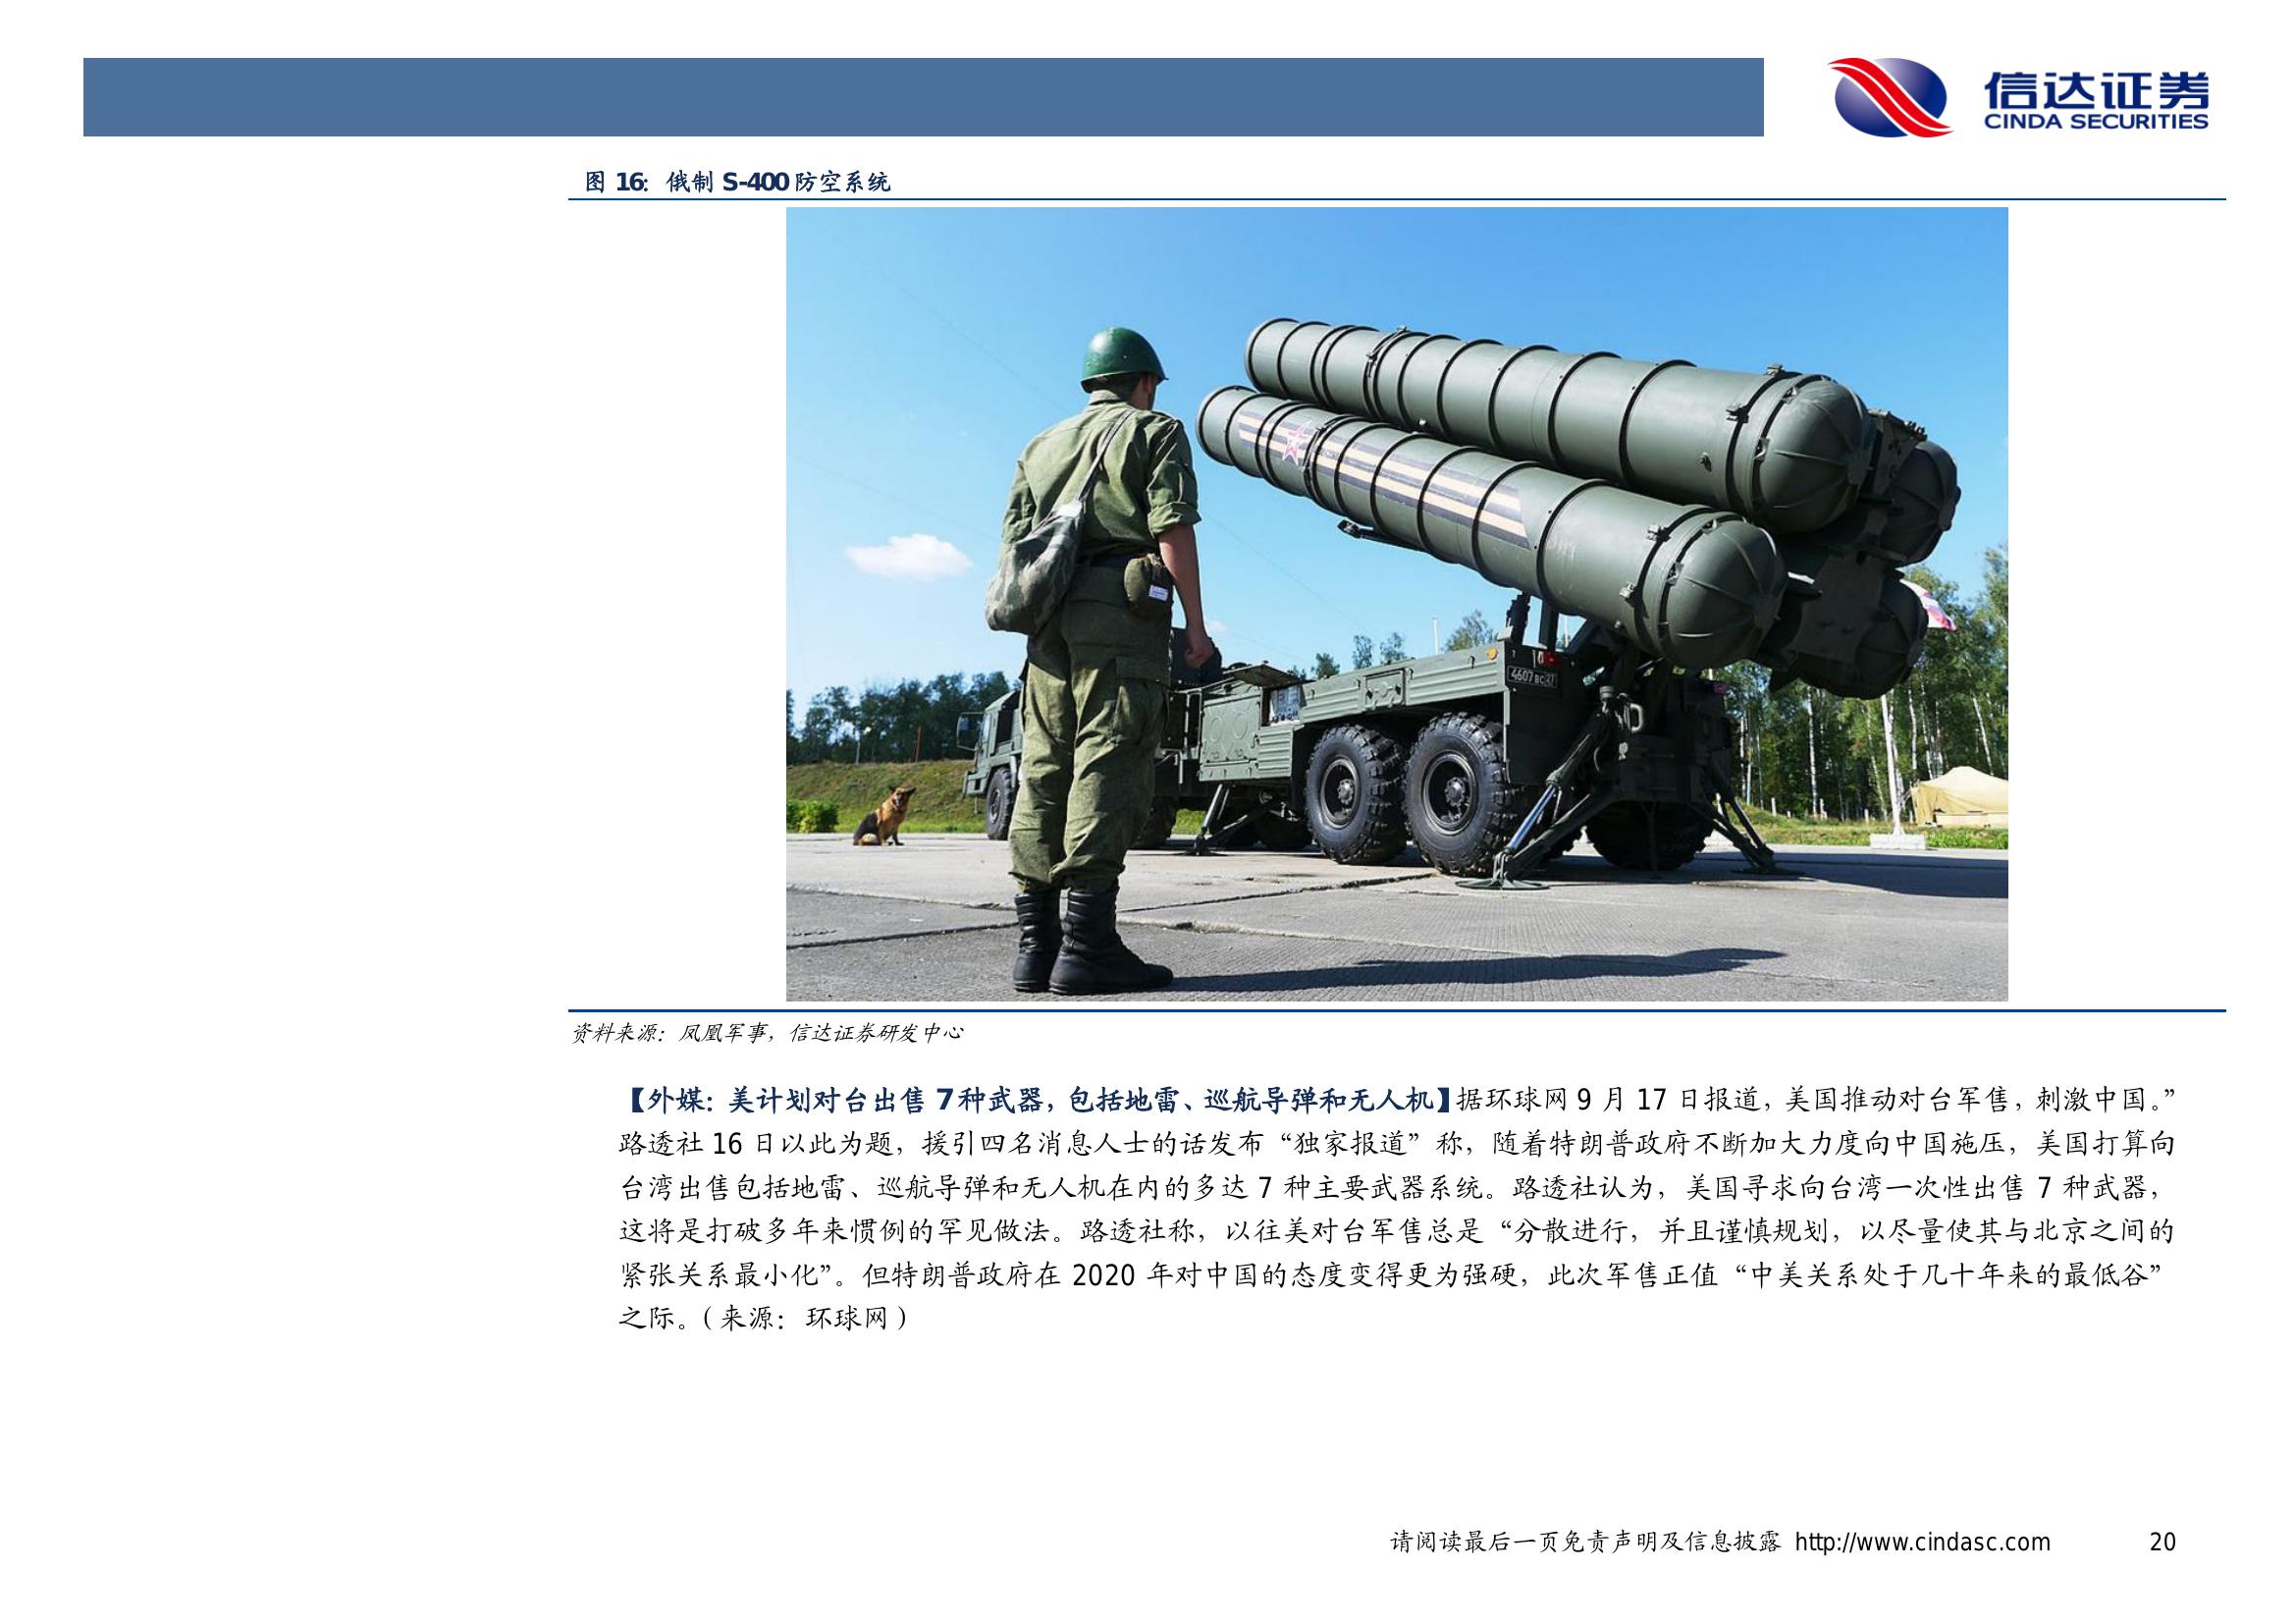 信达证券
CINDA SECURITIES
图 16：俄制 S-400 防空系统
4607
资料来源：凤凰军事，信达证券研发中心
【外媒：美计划对台出售 7 种武器，包括地雷、巡航导弹和无人机】据环球网 9 月 17 日报道，美国推动对台军售，刺激中国。”
路透社 16 日以此为题，援引四名消息人士的话发布“独家报道”称，随着特朗普政府不断加大力度向中国施压，美国打算向
台湾出售包括地雷、巡航导弹和无人机在内的多达 7 种主要武器系统。路透社认为，美国寻求向台湾一次性出售 7 种武器，
这将是打破多年来惯例的罕见做法。路透社称，以往美对台军售总是“分散进行，并且谨慎规划，以尽量使其与北京之间的
紧张关系最小化”。但特朗普政府在 2020 年对中国的态度变得更为强硬，此次军售正值“中美关系处于几十年来的最低谷”
之际。（来源：环球网）
请阅读最后一页免责声明及信息披露 http://www.cindasc.com 20